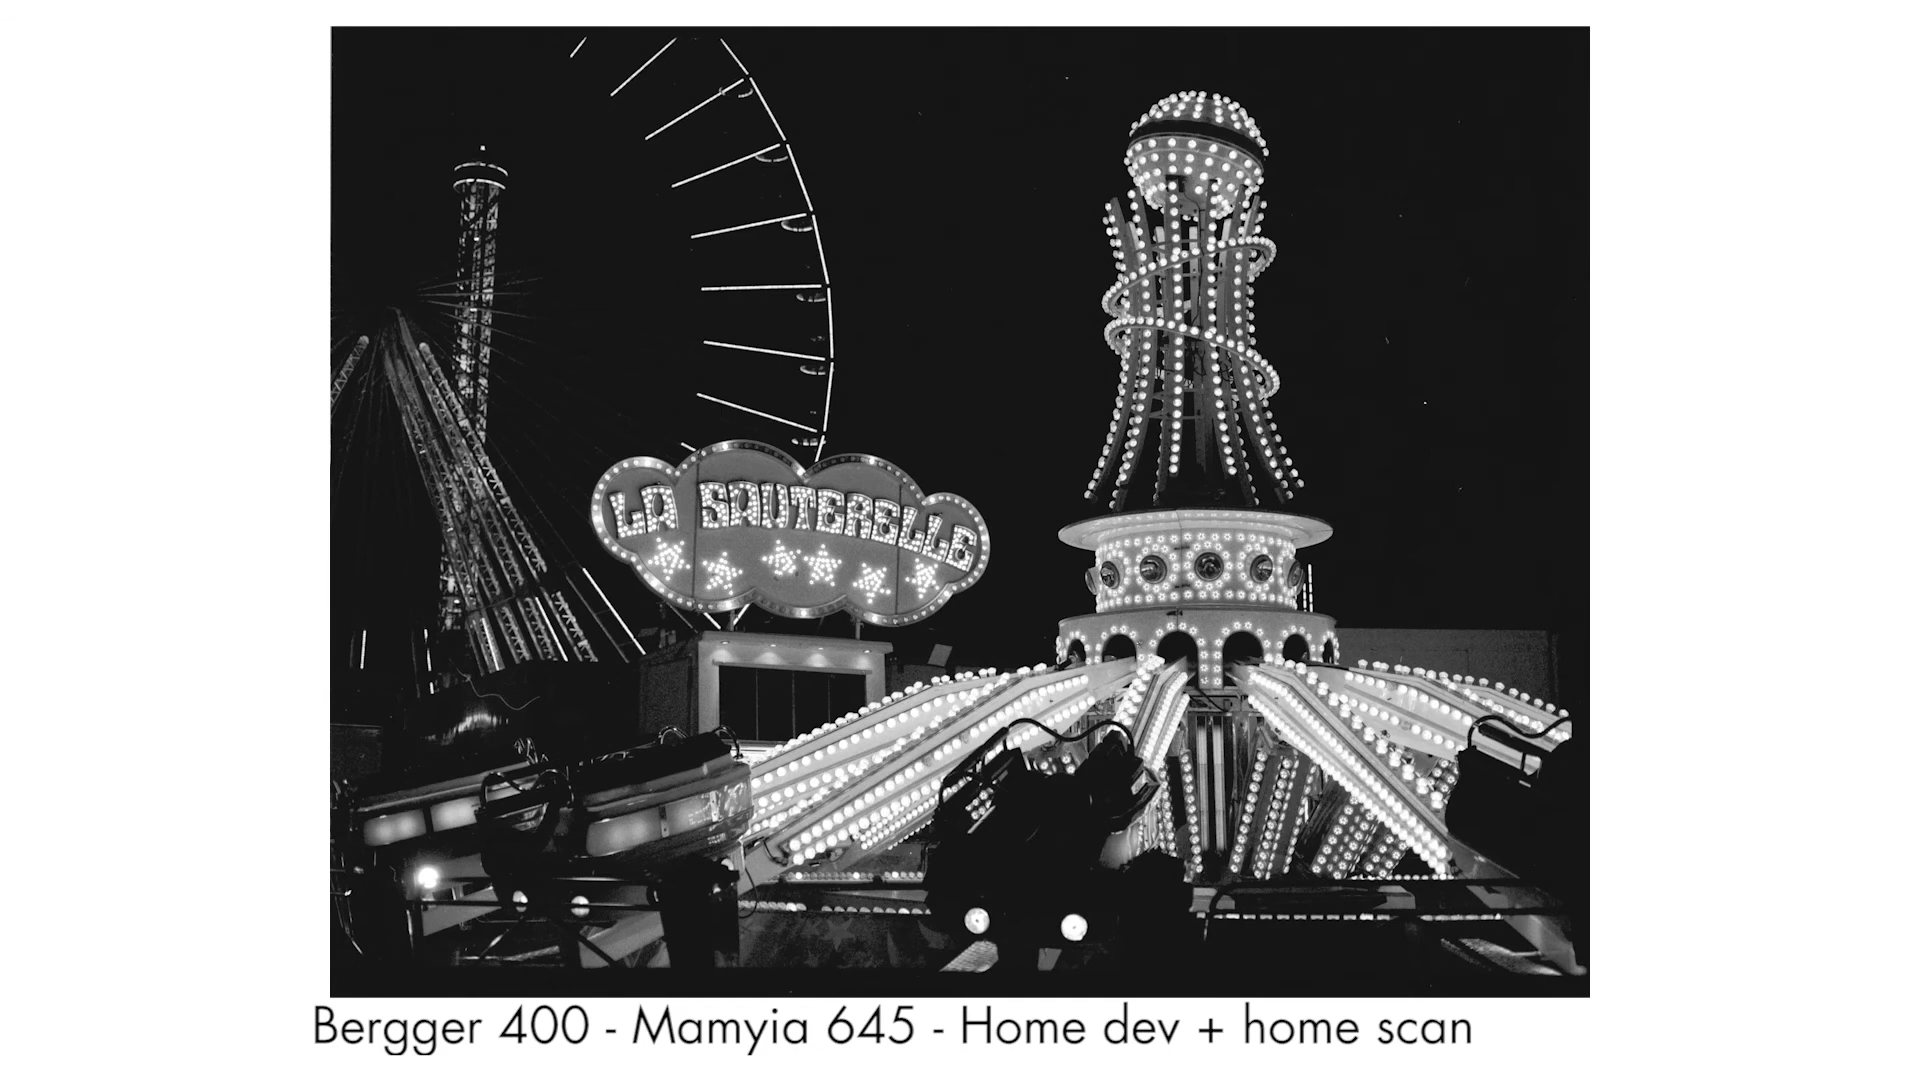 LA SAUTERELLE
Bergger 400 - Mamyia 645 - Home dev + home scan